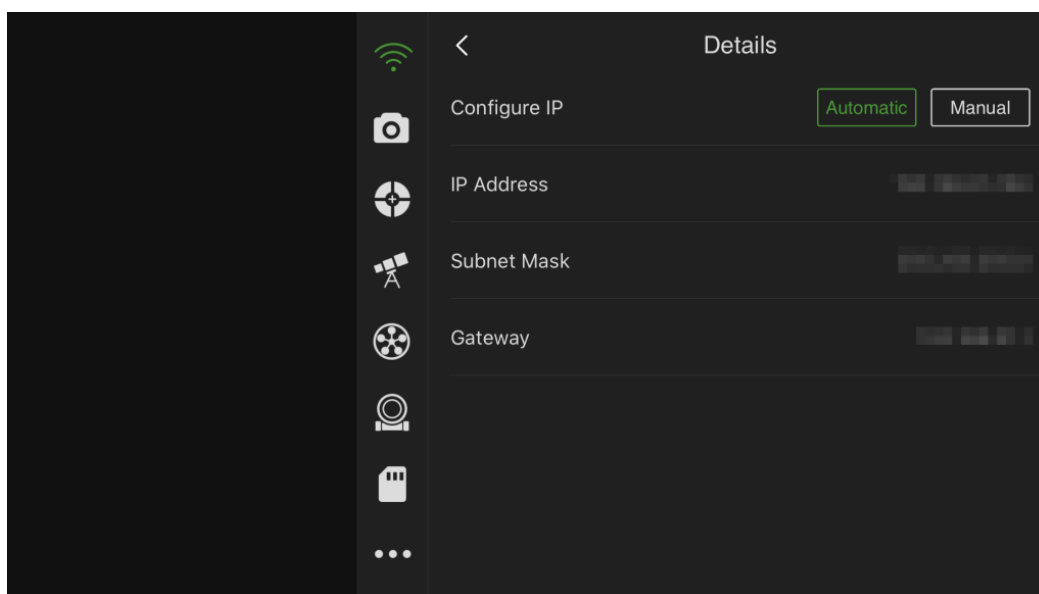 Details
Configure IP Automatic Manual
IP Address
Subnet Mask
Gateway